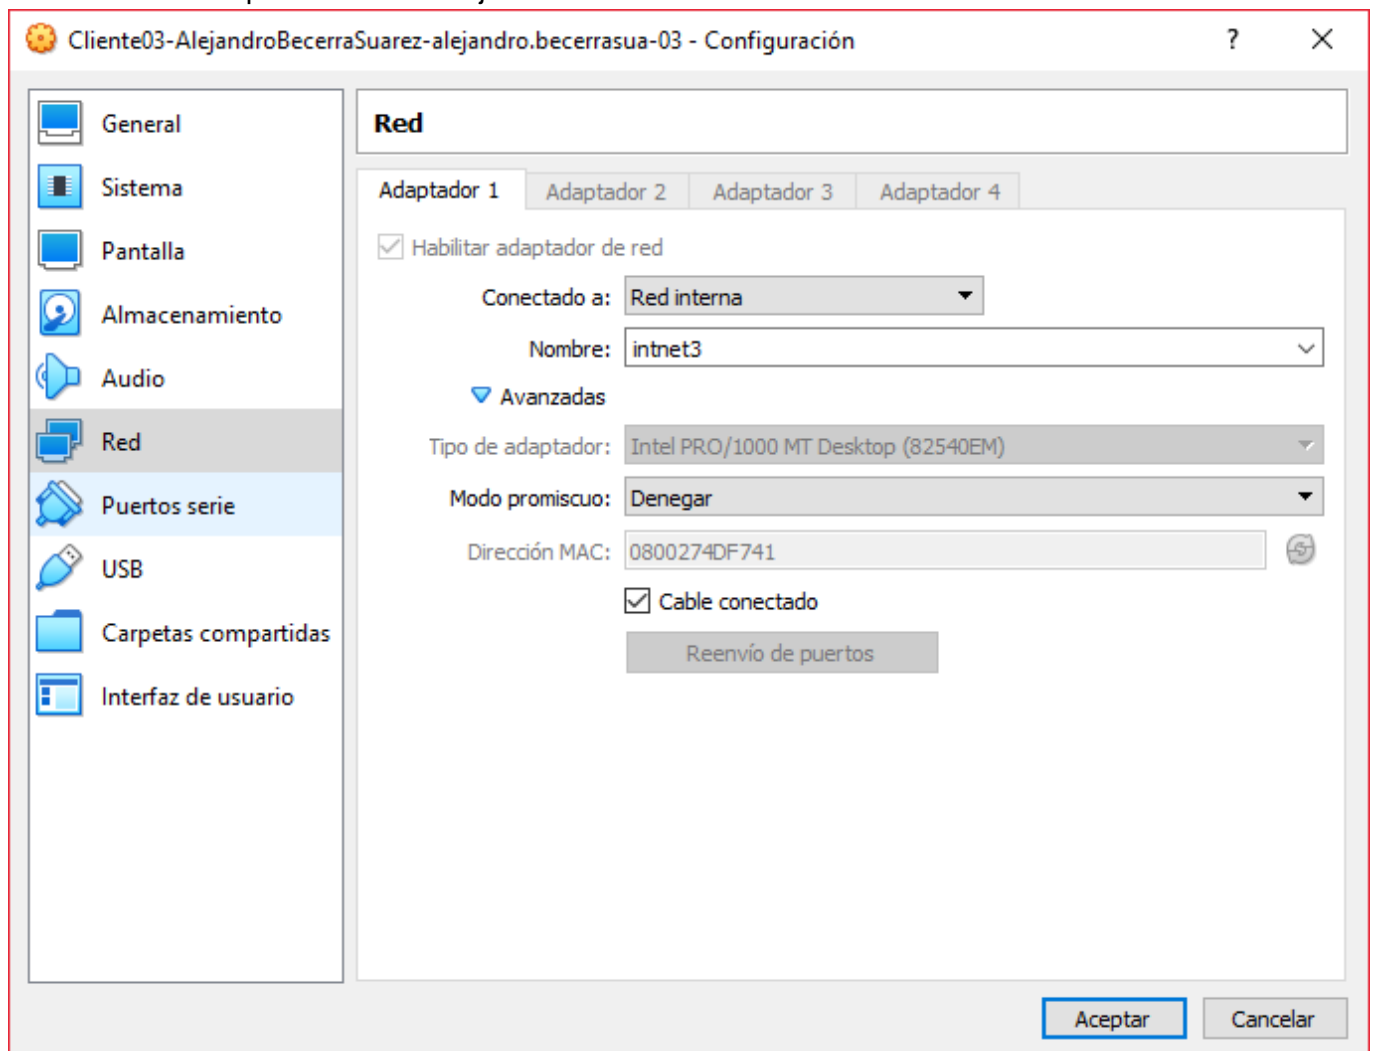 Cliente03-AlejandroBecerraSuarez-alejandro.becerrasua-03 - Configuración ? ×
General
Sistema
Pantalla
Almacenamiento
Audio
Red
Puertos serie
USB
Carpetas compartidas
Interfaz de usuario
Red
Adaptador 1 Adaptador 2 Adaptador 3 Adaptador 4
Habilitar adaptador de red
Conectado a: Red interna
Nombre: intnet3
Avanzadas
Tipo de adaptador: Intel PRO/1000 MT Desktop (82540EM)
Modo promiscuo: Denegar
Dirección MAC: 0800274DF741
Cable conectado
Reenvío de puertos
Aceptar Cancelar